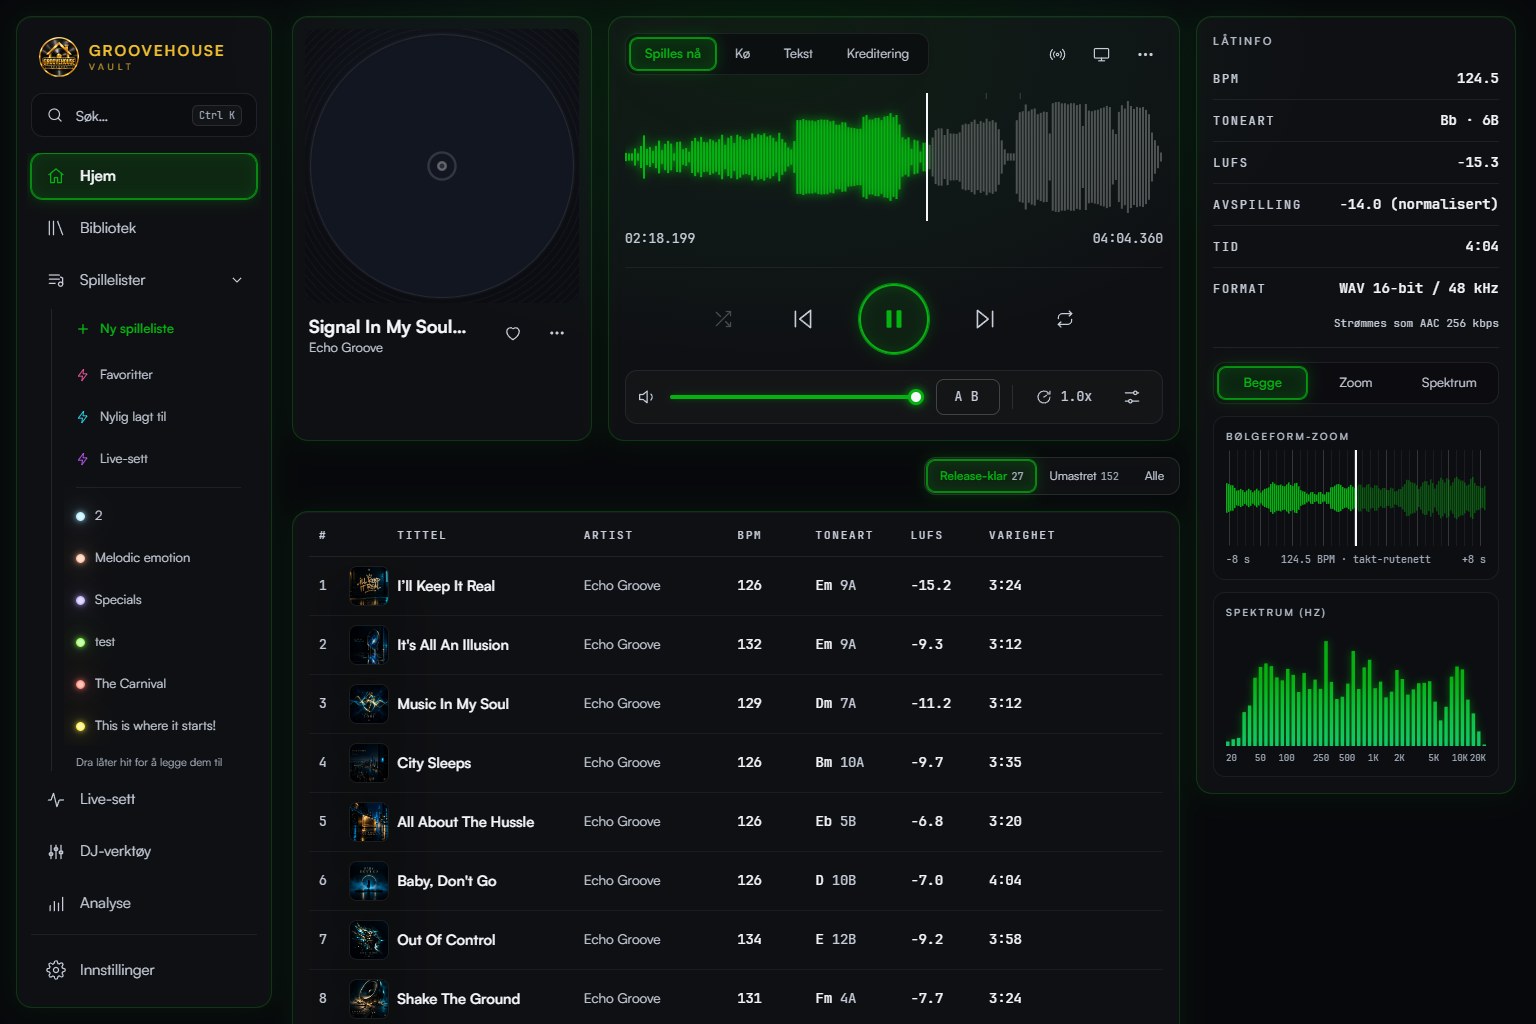 GROOVEHOUSE
VAULT
Søk...
Ctrl K
Hjem
Bibliotek
Spillelister
Ny spilleliste
Favoritter
Nylig lagt til
Live-sett
2
Melodic emotion
Specials
test
The Carnival
This is where it starts!
Dra låter hit for å legge dem til
Live-sett
DJ-verktøy
Analyse
Innstillinger
Signal In My Soul...
Echo Groove
Spilles nå Kø Tekst Kreditering
02:18.199 04:04.360
A B 1.0x
Release-klar 27 Umastret 152 Alle
# TITTEL ARTIST BPM TONEART LUFS VARIGHET
1 I'll Keep It Real Echo Groove 126 Em 9A -15.2 3:24
2 It's All An Illusion Echo Groove 132 Em 9A -9.3 3:12
3 Music In My Soul Echo Groove 129 Dm 7A -11.2 3:12
4 City Sleeps Echo Groove 126 Bm 10A -9.7 3:35
5 All About The Hussle Echo Groove 126 Eb 5B -6.8 3:20
6 Baby, Don't Go Echo Groove 126 D 10B -7.0 4:04
7 Out Of Control Echo Groove 134 E 12B -9.2 3:58
8 Shake The Ground Echo Groove 131 Fm 4A -7.7 3:24
LÅTINFO
BPM 124.5
TONEART Bb · 6B
LUFS -15.3
AVSPILLING -14.0 (normalisert)
TID 4:04
FORMAT WAV 16-bit / 48 kHz
Strømmes som AAC 256 kbps
Begge Zoom Spektrum
BØLGEFORM-ZOOM
-8 s 124.5 BPM · takt-rutenett +8 s
SPEKTRUM (HZ)
20 50 100 250 500 1K 2K 5K 10K 20K